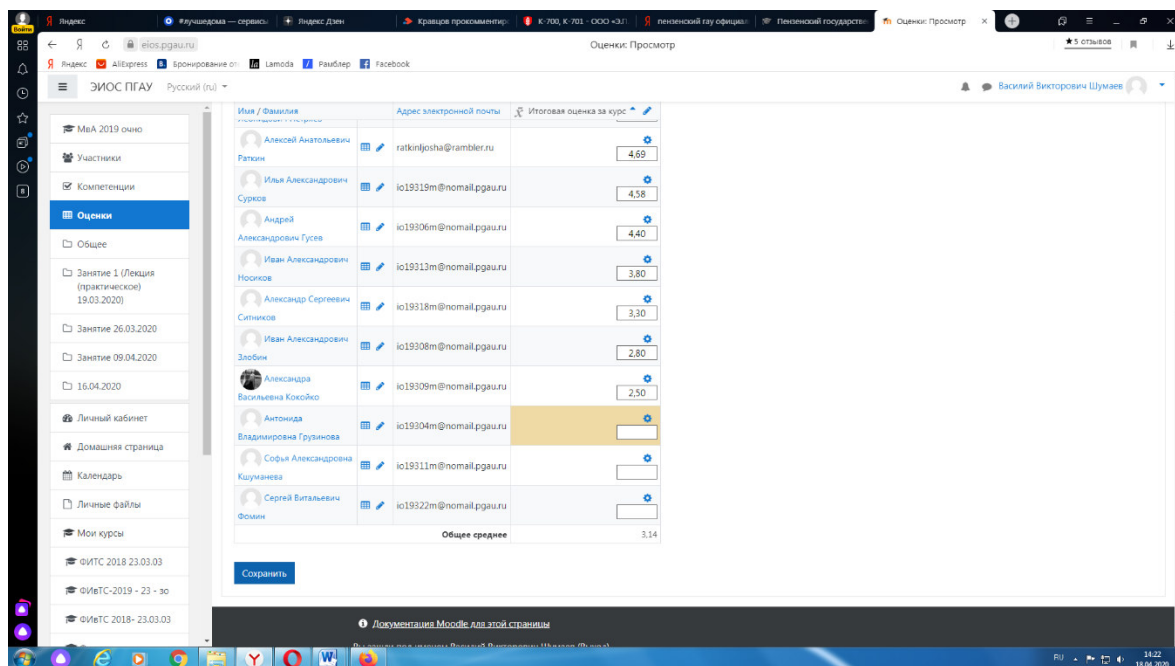 Войти
Яндекс
#лучшедома — сервисы
Яндекс Дзен
Кравцов прокомментиро
К-700, К-701 - ООО «ЭЛ
пензенский гау официал
Пензенский государстве
Оценки: Просмотр
eios.pgau.ru
Оценки: Просмотр
★5 отзывов
Яндекс
AliExpress
Бронирование от
Lamoda
Рамблер
Facebook
ЭИОС ПГАУ
Русский (ru)
Василий Викторович Шумаев
МвА 2019 очно
Участники
Компетенции
Оценки
Общее
Занятие 1 (Лекция
(практическое)
19.03.2020)
Занятие 26.03.2020
Занятие 09.04.2020
16.04.2020
Личный кабинет
Домашняя страница
Календарь
Личные файлы
Мои курсы
ФИТС 2018 23.03.03
ФИвТС-2019 - 23 - зо
ФИвТС 2018- 23.03.03
Имя / Фамилия Адрес электронной почты Итоговая оценка за курс
Алексей Анатольевич
Раткин ratkinljosha@rambler.ru 4,69
Илья Александрович
Сурков io19319m@nomail.pgau.ru 4,58
Андрей
Александрович Гусев io19306m@nomail.pgau.ru 4,40
Иван Александрович
Носиков io19313m@nomail.pgau.ru 3,80
Александр Сергеевич
Ситников io19318m@nomail.pgau.ru 3,30
Иван Александрович
Злобин io19308m@nomail.pgau.ru 2,80
Александра
Васильевна Кокойко io19309m@nomail.pgau.ru 2,50
Антонида
Владимировна Грузинова io19304m@nomail.pgau.ru
Софья Александровна
Кшуманева io19311m@nomail.pgau.ru
Сергей Витальевич
Фомин io19322m@nomail.pgau.ru
Общее среднее 3,14
Сохранить
Документация Moodle для этой страницы
RU
14:22
18.04.2020